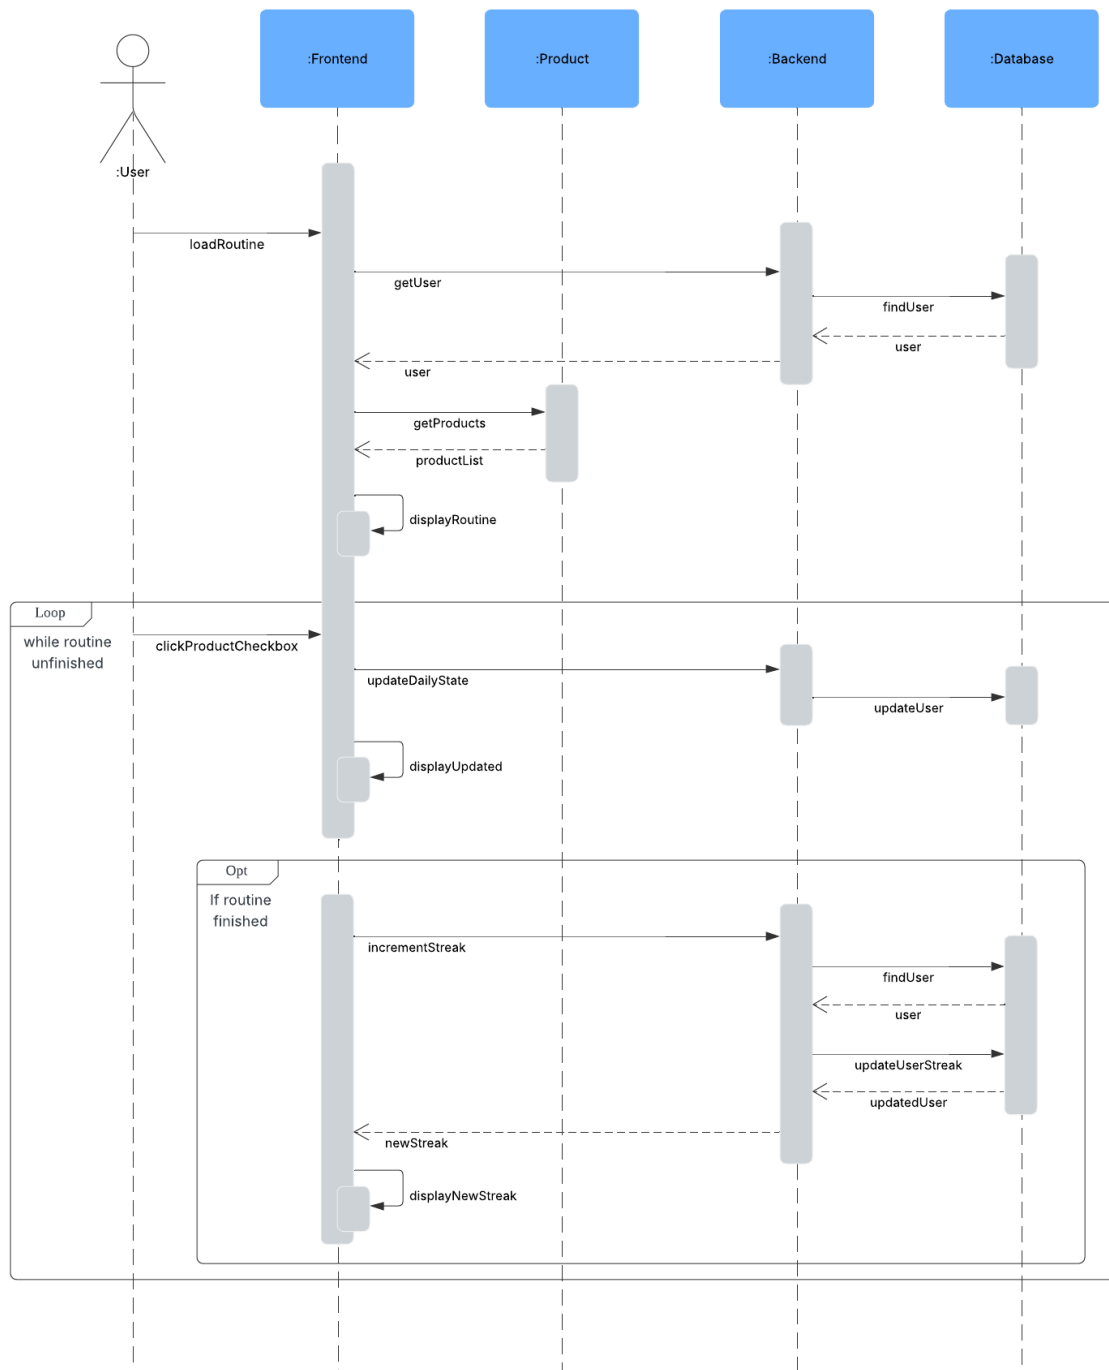 :Frontend
:Product
:Backend
:Database
:User
loadRoutine
getUser
findUser
user
user
getProducts
productList
displayRoutine
Loop
while routine
unfinished
clickProductCheckbox
updateDailyState
updateUser
displayUpdated
Opt
If routine
finished
incrementStreak
findUser
user
updateUserStreak
updatedUser
newStreak
displayNewStreak